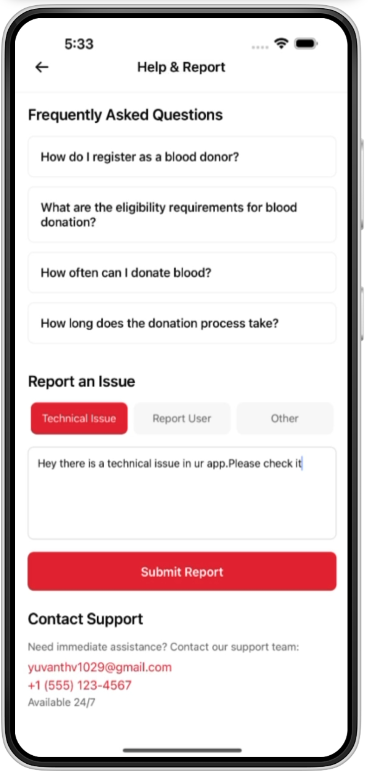 5:33
Help & Report
Frequently Asked Questions
How do I register as a blood donor?
What are the eligibility requirements for blood
donation?
How often can I donate blood?
How long does the donation process take?
Report an Issue
Technical Issue
Report User
Other
Hey there is a technical issue in ur app.Please check it
Submit Report
Contact Support
Need immediate assistance? Contact our support team:
yuvanthv1029@gmail.com
+1 (555) 123-4567
Available 24/7